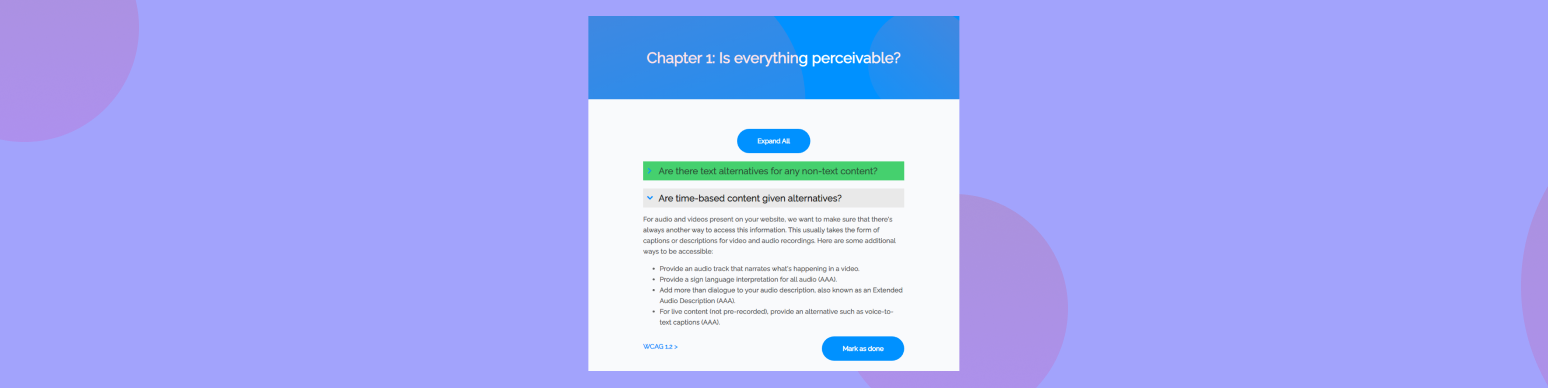 Chapter 1: Is everything perceivable?
Expand All
Are there text alternatives for any non-text content?
Are time-based content given alternatives?
For audio and videos present on your website, we want to make sure that there's
always another way to access this information. This usually takes the form of
captions or descriptions for video and audio recordings. Here are some additional
ways to be accessible:
• Provide an audio track that narrates what's happening in a video.
• Provide a sign language interpretation for all audio (AAA).
• Add more than dialogue to your audio description, also known as an Extended
Audio Description (AAA).
• For live content (not pre-recorded), provide an alternative such as voice-to-
text captions (AAA).
WCAG 1.2 >
Mark as done